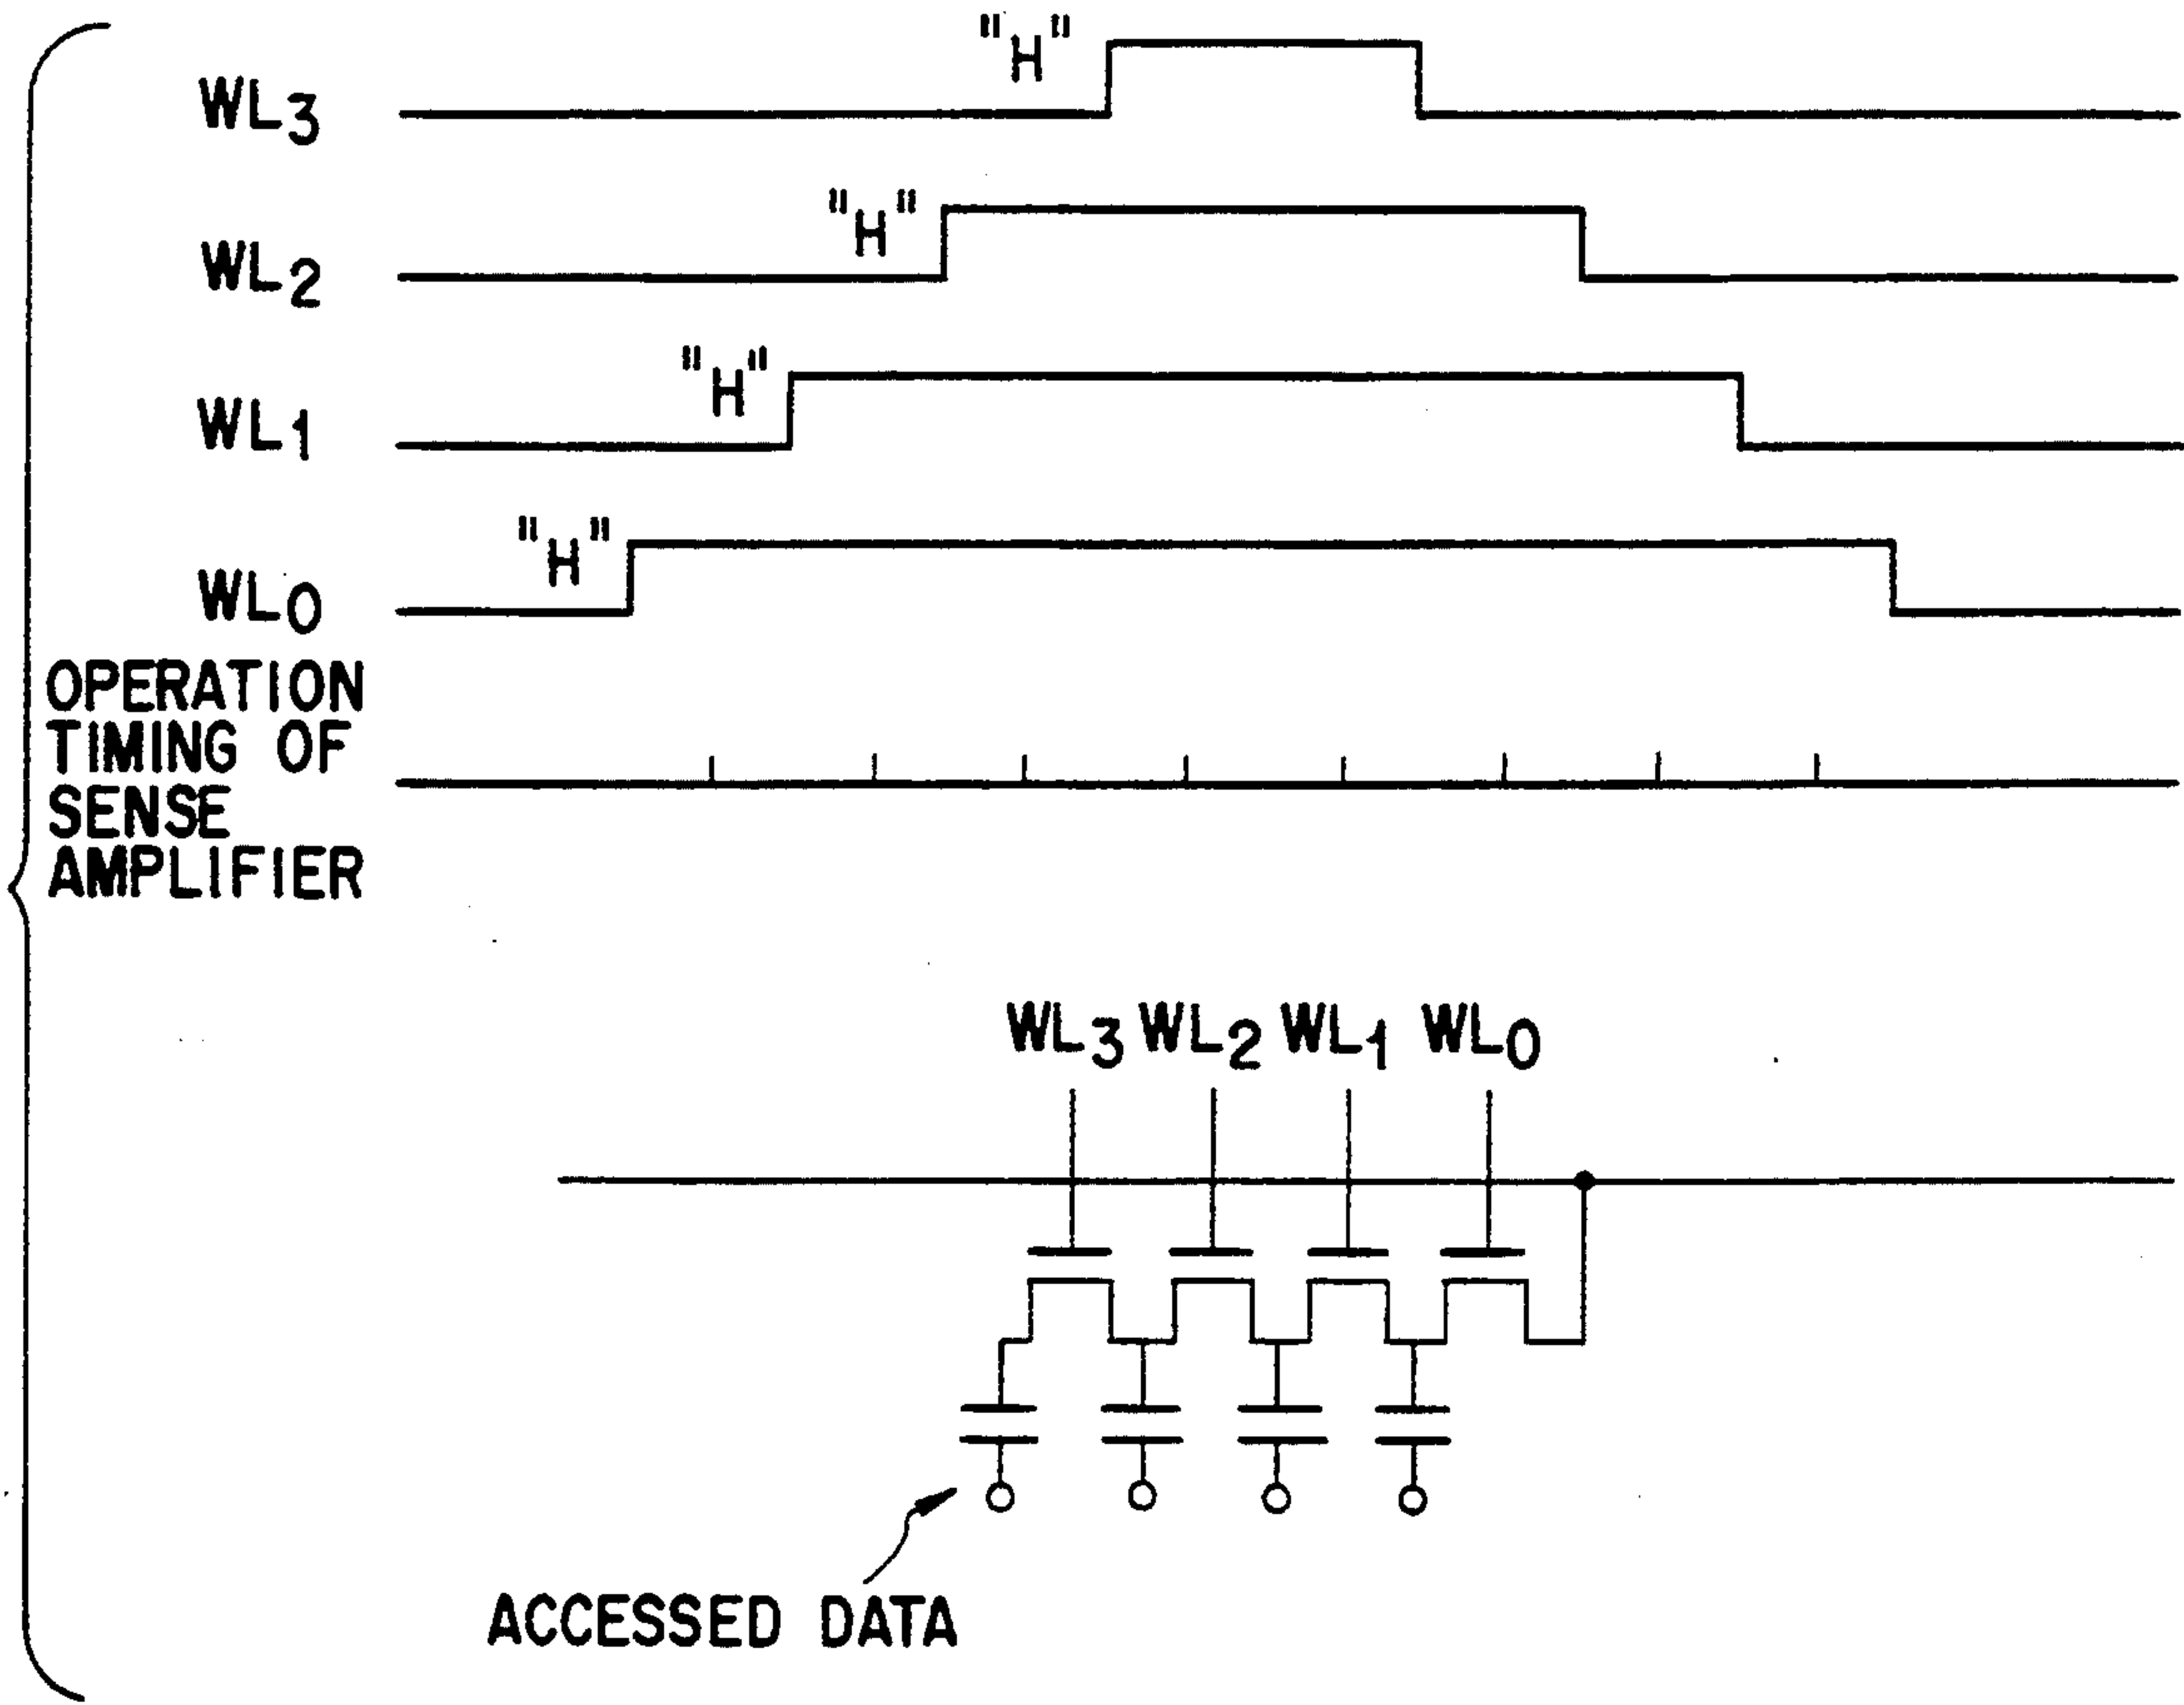 "H"
WL3
"H"
WL2
"H"
WL1
"H"
WL0
OPERATION
TIMING OF
SENSE
AMPLIFIER
WL3 WL2 WL1 WL0
ACCESSED DATA